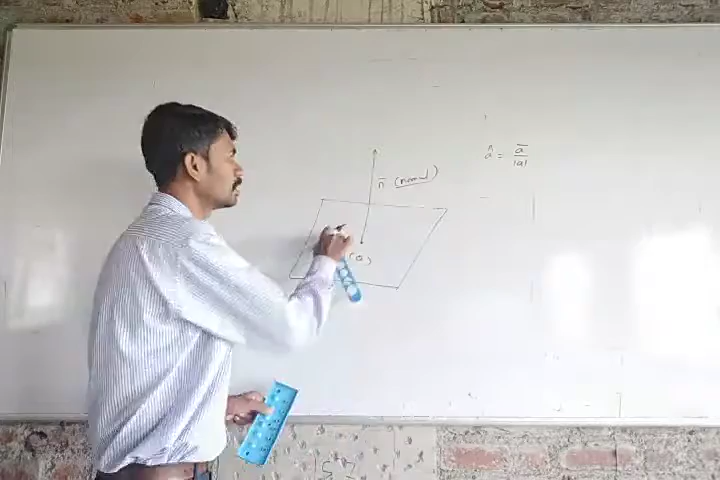 n̄ (normal)
(a)
â = ā / |a|